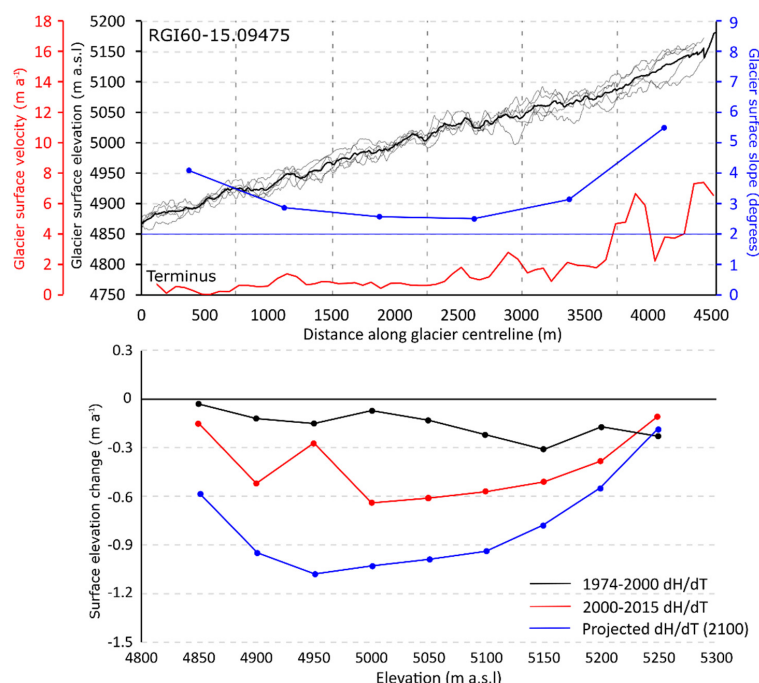 RGI60-15.09475
Glacier surface velocity (m a⁻¹)
18
16
14
12
10
8
6
4
2
0
Glacier surface elevation (m a.s.l)
5200
5150
5100
5050
5000
4950
4900
4850
4800
4750
Glacier surface slope (degrees)
9
8
7
6
5
4
3
2
1
0
Terminus
0 500 1000 1500 2000 2500 3000 3500 4000 4500
Distance along glacier centreline (m)
Surface elevation change (m a⁻¹)
0.3
0
-0.3
-0.6
-0.9
-1.2
-1.5
1974-2000 dH/dT
2000-2015 dH/dT
Projected dH/dT (2100)
4800 4850 4900 4950 5000 5050 5100 5150 5200 5250 5300
Elevation (m a.s.l)